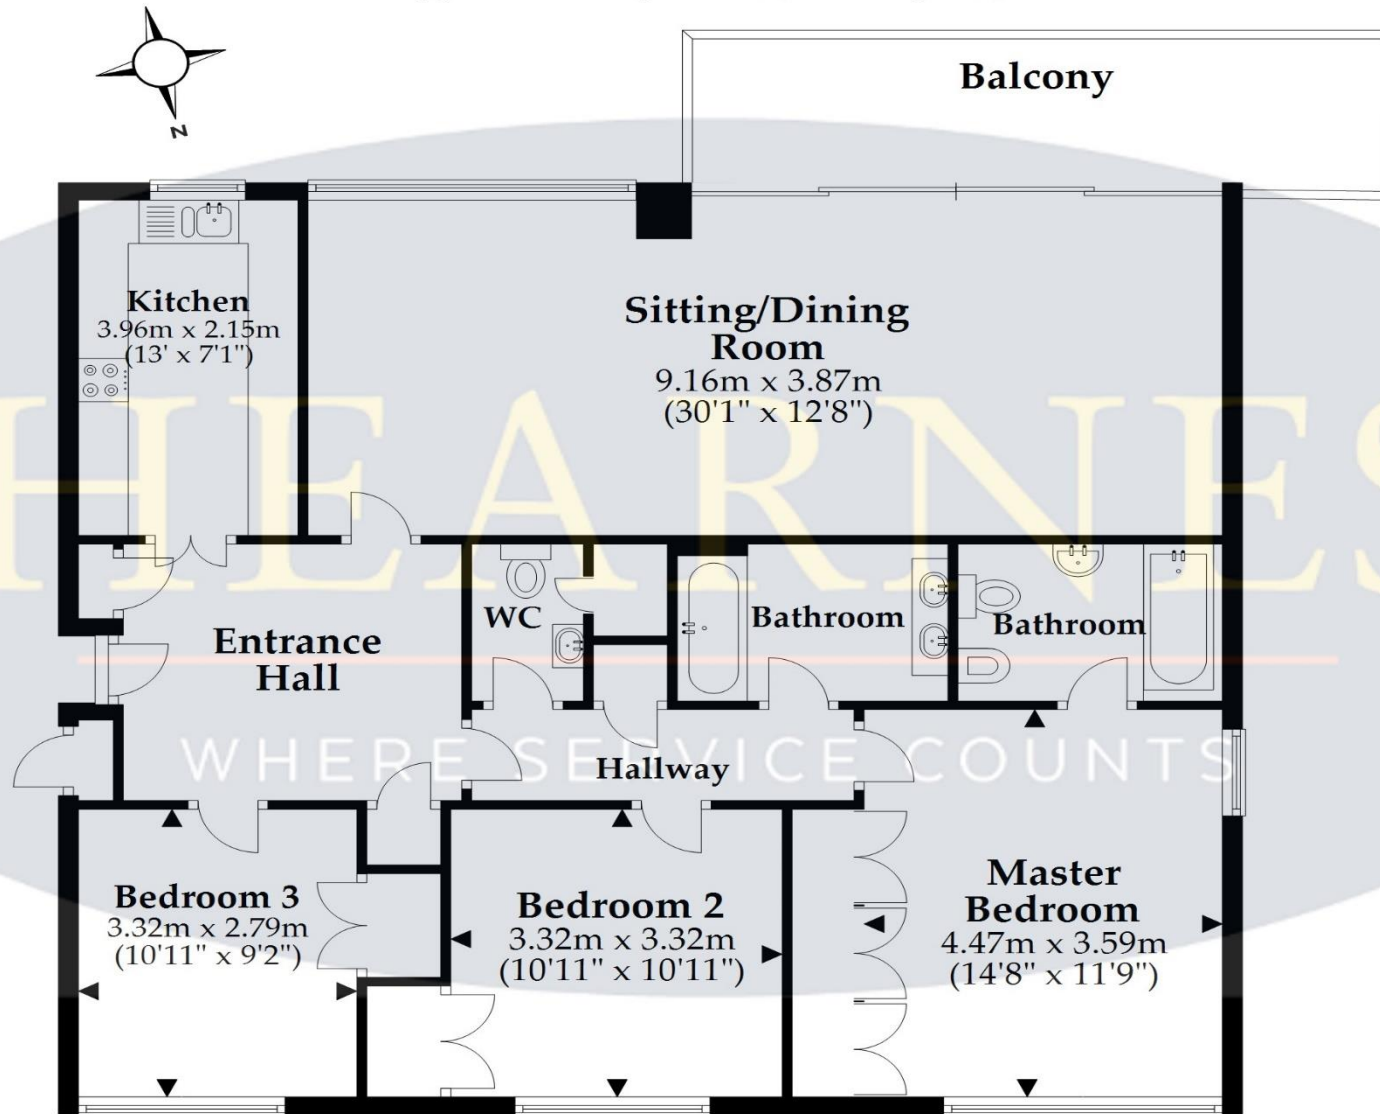 N
Balcony
Kitchen
3.96m x 2.15m
(13' x 7'1")
Sitting/Dining
Room
9.16m x 3.87m
(30'1" x 12'8")
HEARNES
WC
Bathroom
Bathroom
Entrance
Hall
WHERE SERVICE COUNTS
Hallway
Bedroom 3
3.32m x 2.79m
(10'11" x 9'2")
Bedroom 2
3.32m x 3.32m
(10'11" x 10'11")
Master
Bedroom
4.47m x 3.59m
(14'8" x 11'9")